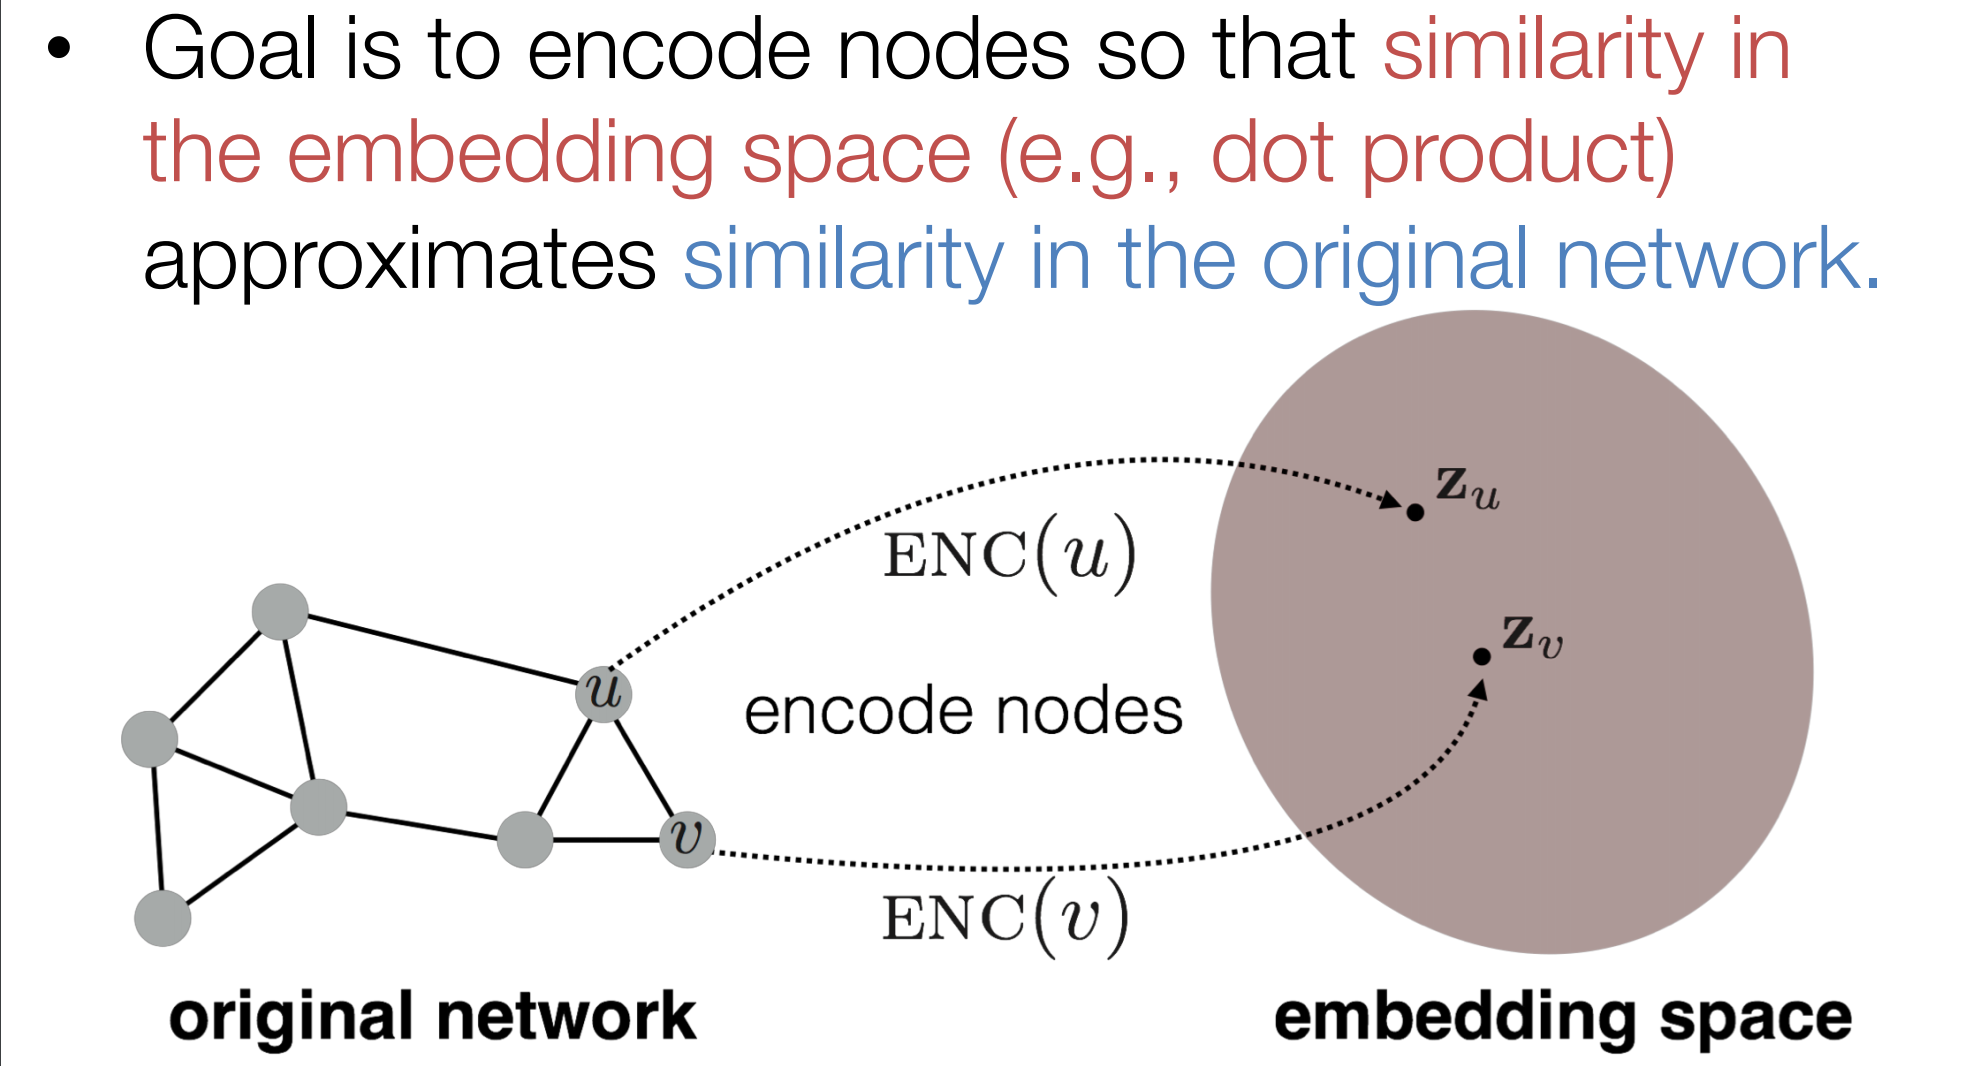 • Goal is to encode nodes so that similarity in
the embedding space (e.g., dot product)
approximates similarity in the original network.
z_u
ENC(u)
z_v
u
encode nodes
v
ENC(v)
original network
embedding space